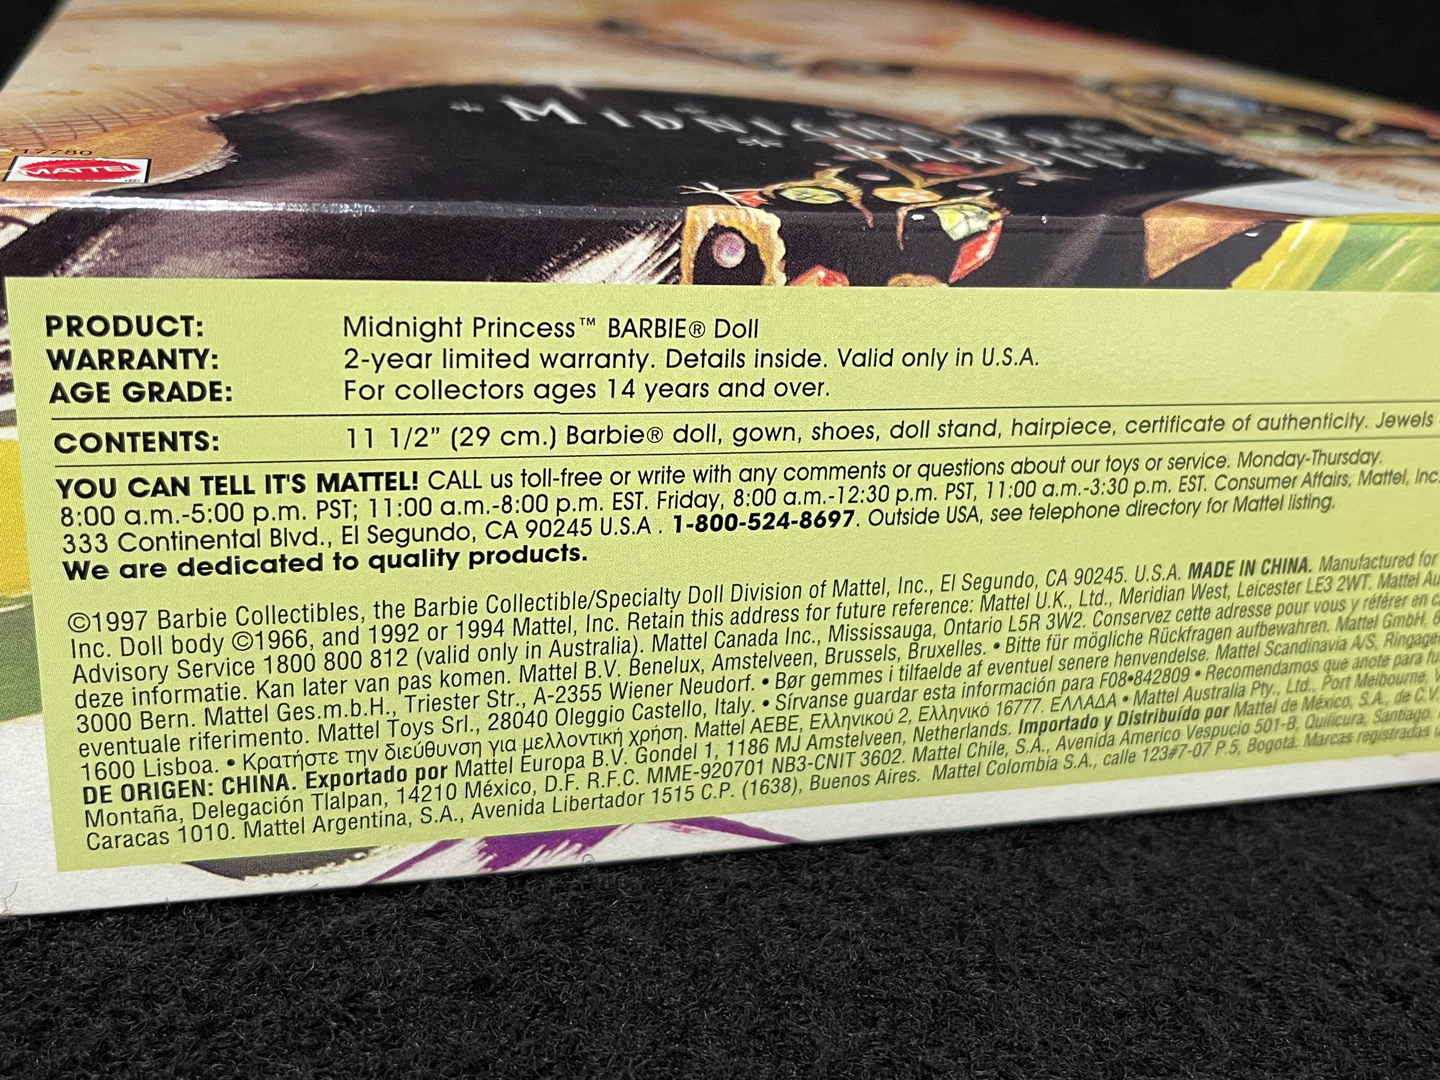 MIDNIGHT
BARBIE
17780
MATTEL
PRODUCT: Midnight Princess™ BARBIE® Doll
WARRANTY: 2-year limited warranty. Details inside. Valid only in U.S.A.
AGE GRADE: For collectors ages 14 years and over.
CONTENTS: 11 1/2" (29 cm.) Barbie® doll, gown, shoes, doll stand, hairpiece, certificate of authenticity. Jewels
YOU CAN TELL IT'S MATTEL! CALL us toll-free or write with any comments or questions about our toys or service. Monday-Thursday.
8:00 a.m.-5:00 p.m. PST; 11:00 a.m.-8:00 p.m. EST. Friday, 8:00 a.m.-12:30 p.m. PST, 11:00 a.m.-3:30 p.m. EST. Consumer Affairs, Mattel, Inc.
333 Continental Blvd., El Segundo, CA 90245 U.S.A . 1-800-524-8697. Outside USA, see telephone directory for Mattel listing.
We are dedicated to quality products.
©1997 Barbie Collectibles, the Barbie Collectible/Specialty Doll Division of Mattel, Inc., El Segundo, CA 90245. U.S.A. MADE IN CHINA. Manufactured for
Inc. Doll body ©1966, and 1992 or 1994 Mattel, Inc. Retain this address for future reference: Mattel U.K., Ltd., Meridian West, Leicester LE3 2WT. Mattel Au
Advisory Service 1800 800 812 (valid only in Australia). Mattel Canada Inc., Mississauga, Ontario L5R 3W2. Conservez cette adresse pour vous y référer en c
deze informatie. Kan later van pas komen. Mattel B.V. Benelux, Amstelveen, Brussels, Bruxelles. • Bitte für mögliche Rückfragen aufbewahren. Mattel GmbH, 6
3000 Bern. Mattel Ges.m.b.H., Triester Str., A-2355 Wiener Neudorf. • Bør gemmes i tilfaelde af eventuel senere henvendelse. Mattel Scandinavia A/S, Ringager
eventuale riferimento. Mattel Toys Srl., 28040 Oleggio Castello, Italy. • Sírvanse guardar esta información para F08•842809 • Recomendamos que anote para fu
1600 Lisboa. • Κρατήστε την διεύθυνση για μελλοντική χρήση. Mattel AEBE, Ελληνικού 2, Ελληνικό 16777. ΕΛΛΑΔΑ • Mattel Australia Pty., Ltd., Port Melbourne, V
DE ORIGEN: CHINA. Exportado por Mattel Europa B.V. Gondel 1, 1186 MJ Amstelveen, Netherlands. Importado y Distribuído por Mattel de México, S.A., de C.V.
Montaña, Delegación Tlalpan, 14210 México, D.F. R.F.C. MME-920701 NB3-CNIT 3602. Mattel Chile, S.A., Avenida Americo Vespucio 501-B, Quilicura, Santiago.
Caracas 1010. Mattel Argentina, S.A., Avenida Libertador 1515 C.P. (1638), Buenos Aires. Mattel Colombia S.A., calle 123#7-07 P.5, Bogotá. Marcas registradas